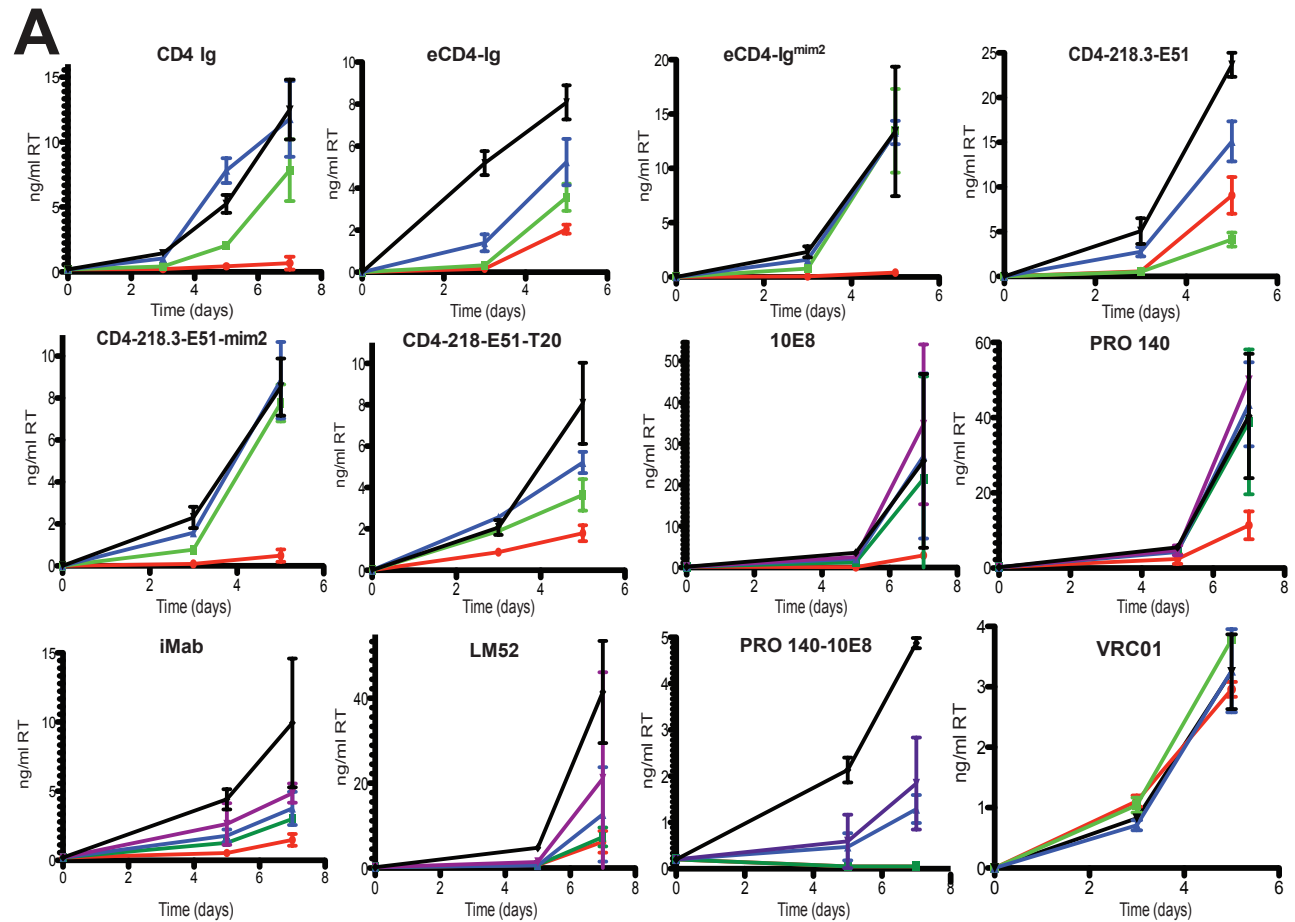 A
CD4 Ig
ng/ml RT
15
10
5
0
0 2 4 6 8
Time (days)
eCD4-Ig
ng/ml RT
10
8
6
4
2
0
0 2 4 6
Time (days)
eCD4-Igmim2
ng/ml RT
20
15
10
5
0
0 2 4 6
Time (days)
CD4-218.3-E51
ng/ml RT
25
20
15
10
5
0
0 2 4 6
Time (days)
CD4-218.3-E51-mim2
ng/ml RT
10
8
6
4
2
0
0 2 4 6
Time (days)
CD4-218-E51-T20
ng/ml RT
10
8
6
4
2
0
0 2 4 6
Time (days)
10E8
ng/ml RT
50
40
30
20
10
0
0 2 4 6 8
Time (days)
PRO 140
ng/ml RT
60
40
20
0
0 2 4 6 8
Time (days)
iMab
ng/ml RT
15
10
5
0
0 2 4 6 8
Time (days)
LM52
ng/ml RT
40
20
0
0 2 4 6 8
Time (days)
PRO 140-10E8
ng/ml RT
5
4
3
2
1
0
0 2 4 6 8
Time (days)
VRC01
ng/ml RT
4
3
2
1
0
0 2 4 6
Time (days)